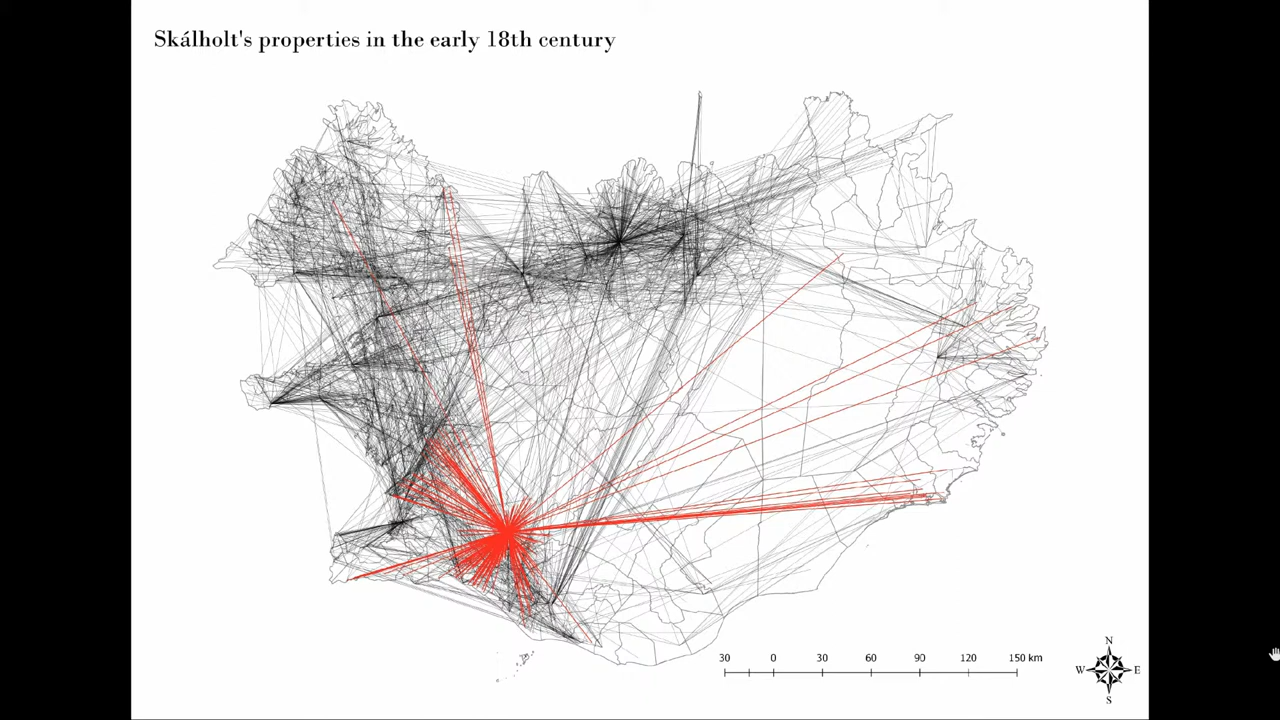 Skálholt's properties in the early 18th century
N
30 0 30 60 90 120 150 km
W E
S